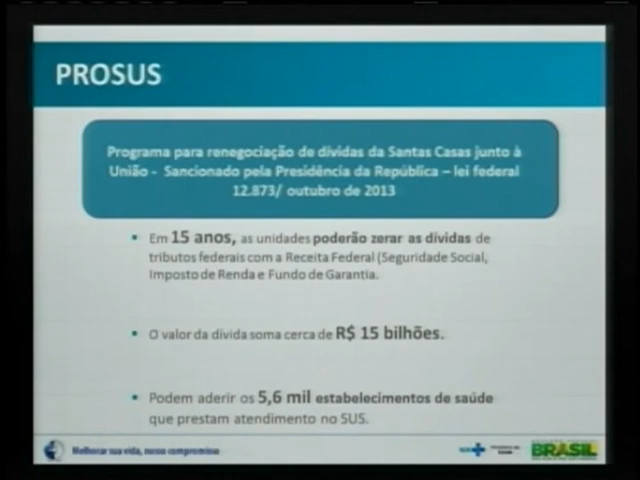 PROSUS
Programa para renegociação de dívidas da Santas Casas junto à
União - Sancionado pela Presidência da República – lei federal
12.873/ outubro de 2013
Em 15 anos, as unidades poderão zerar as dívidas de
tributos federais com a Receita Federal (Seguridade Social,
Imposto de Renda e Fundo de Garantia.
O valor da dívida soma cerca de R$ 15 bilhões.
Podem aderir os 5,6 mil estabelecimentos de saúde
que prestam atendimento no SUS.
Melhorar sua vida, nosso compromisso
SUS
BRASIL